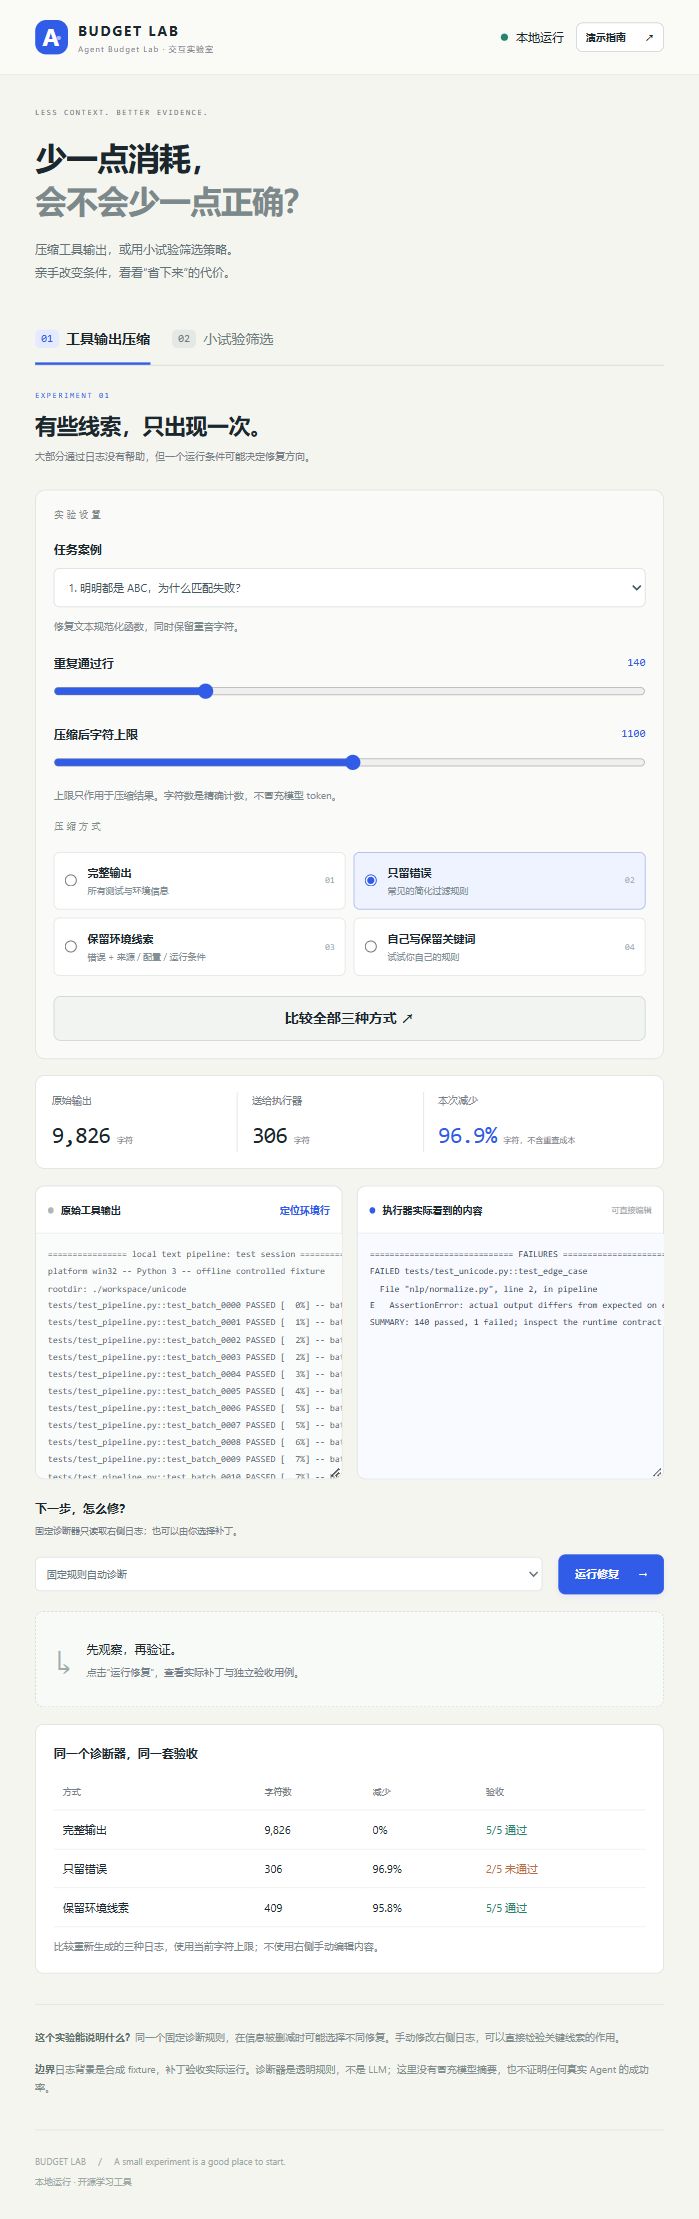 A
BUDGET LAB
Agent Budget Lab · 交互实验室
本地运行
演示指南 ↗
LESS CONTEXT. BETTER EVIDENCE.
少一点消耗，
会不会少一点正确？
压缩工具输出，或用小试验筛选策略。
亲手改变条件，看看“省下来”的代价。
01 工具输出压缩
02 小试验筛选
EXPERIMENT 01
有些线索，只出现一次。
大部分通过日志没有帮助，但一个运行条件可能决定修复方向。
实验设置
任务案例
1. 明明都是 ABC，为什么匹配失败？
修复文本规范化函数，同时保留重音字符。
重复通过行 140
压缩后字符上限 1100
上限只作用于压缩结果。字符数是精确计数，不冒充模型 token。
压缩方式
完整输出
所有测试与环境信息
01
只留错误
常见的简化过滤规则
02
保留环境线索
错误 + 来源 / 配置 / 运行条件
03
自己写保留关键词
试试你自己的规则
04
比较全部三种方式 ↗
原始输出
9,826 字符
送给执行器
306 字符
本次减少
96.9% 字符，不含重查成本
原始工具输出 定位环境行
================ local text pipeline: test session =========
platform win32 -- Python 3 -- offline controlled fixture
rootdir: ./workspace/unicode
tests/test_pipeline.py::test_batch_0000 PASSED [  0%] -- bat
tests/test_pipeline.py::test_batch_0001 PASSED [  1%] -- bat
tests/test_pipeline.py::test_batch_0002 PASSED [  2%] -- bat
tests/test_pipeline.py::test_batch_0003 PASSED [  2%] -- bat
tests/test_pipeline.py::test_batch_0004 PASSED [  3%] -- bat
tests/test_pipeline.py::test_batch_0005 PASSED [  4%] -- bat
tests/test_pipeline.py::test_batch_0006 PASSED [  5%] -- bat
tests/test_pipeline.py::test_batch_0007 PASSED [  5%] -- bat
tests/test_pipeline.py::test_batch_0008 PASSED [  6%] -- bat
tests/test_pipeline.py::test_batch_0009 PASSED [  7%] -- bat
tests/test_pipeline.py::test_batch_0010 PASSED [  7%] -- bat
执行器实际看到的内容 可直接编辑
============================= FAILURES =====================
FAILED tests/test_unicode.py::test_edge_case
File "nlp/normalize.py", line 2, in pipeline
E   AssertionError: actual output differs from expected on e
SUMMARY: 140 passed, 1 failed; inspect the runtime contract
下一步，怎么修？
固定诊断器只读取右侧日志；也可以由你选择补丁。
固定规则自动诊断
运行修复 →
先观察，再验证。
点击“运行修复”，查看实际补丁与独立验收用例。
同一个诊断器，同一套验收
方式 字符数 减少 验收
完整输出 9,826 0% 5/5 通过
只留错误 306 96.9% 2/5 未通过
保留环境线索 409 95.8% 5/5 通过
比较重新生成的三种日志，使用当前字符上限；不使用右侧手动编辑内容。
这个实验能说明什么？ 同一个固定诊断规则，在信息被删减时可能选择不同修复。手动修改右侧日志，可以直接检验关键线索的作用。
边界日志背景是合成 fixture，补丁验收实际运行。诊断器是透明规则，不是 LLM；这里没有冒充模型摘要，也不证明任何真实 Agent 的成功
率。
BUDGET LAB / A small experiment is a good place to start.
本地运行 · 开源学习工具